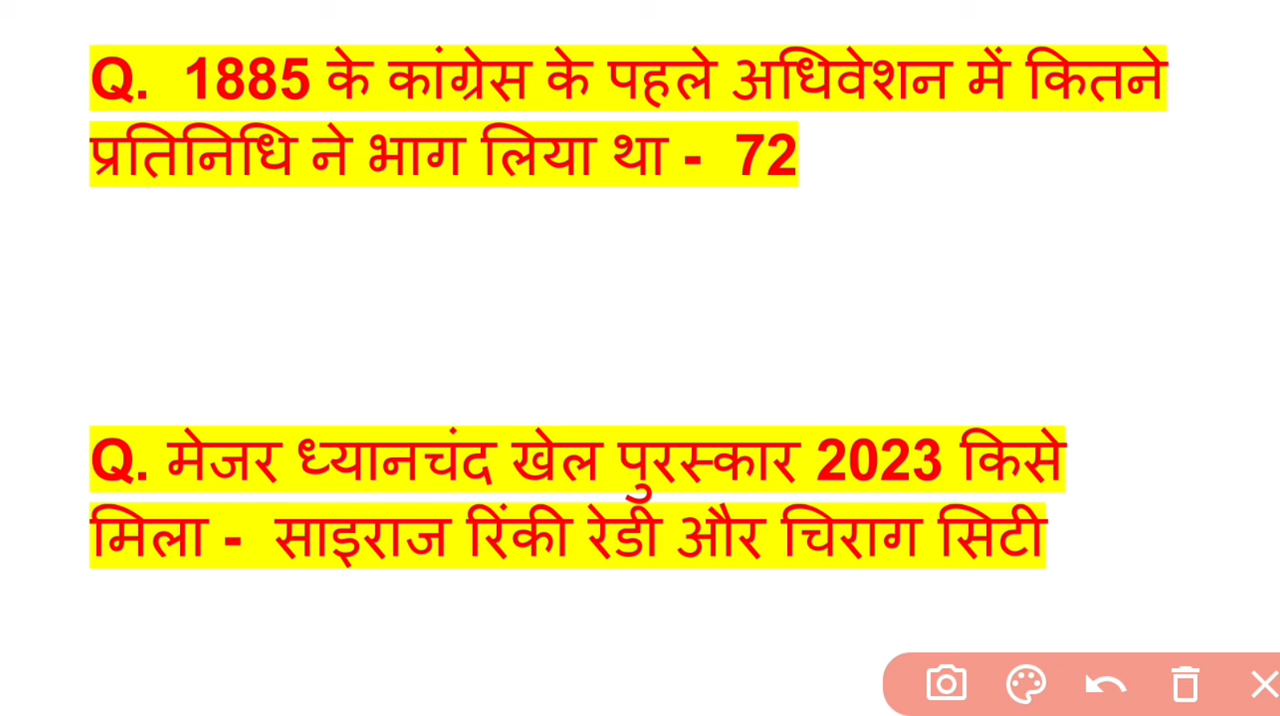 Q. 1885 के कांग्रेस के पहले अधिवेशन में कितने
प्रतिनिधि ने भाग लिया था - 72
Q. मेजर ध्यानचंद खेल पुरस्कार 2023 किसे
मिला - साइराज रिंकी रेडी और चिराग सिटी